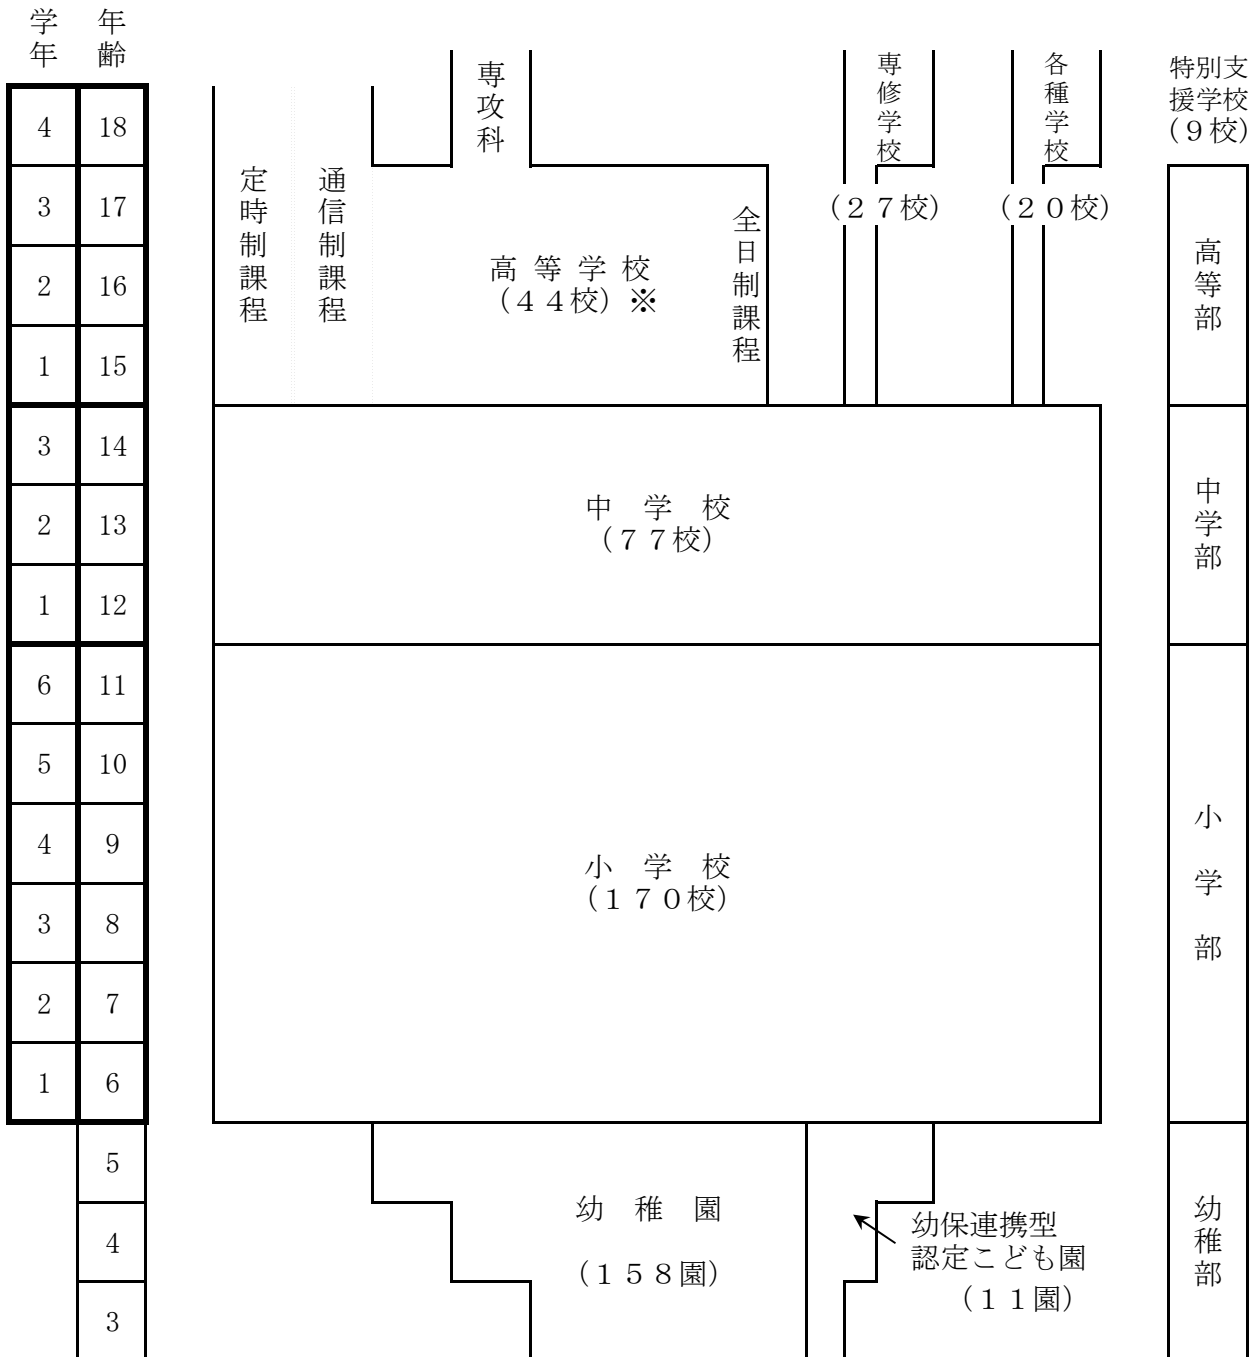 学年
年齢
専攻科
専修学校
各種学校
特別支
援学校
（９校）
4 18
3 17
2 16
1 15
3 14
2 13
1 12
6 11
5 10
4 9
3 8
2 7
1 6
5
4
3
定時制課程
通信制課程
高等学校
（４４校）※
全日制課程
（２７校）
（２０校）
高等部
中学校
（７７校）
中学部
小学校
（１７０校）
小学部
幼稚園
（１５８園）
幼保連携型
認定こども園
（１１園）
幼稚部